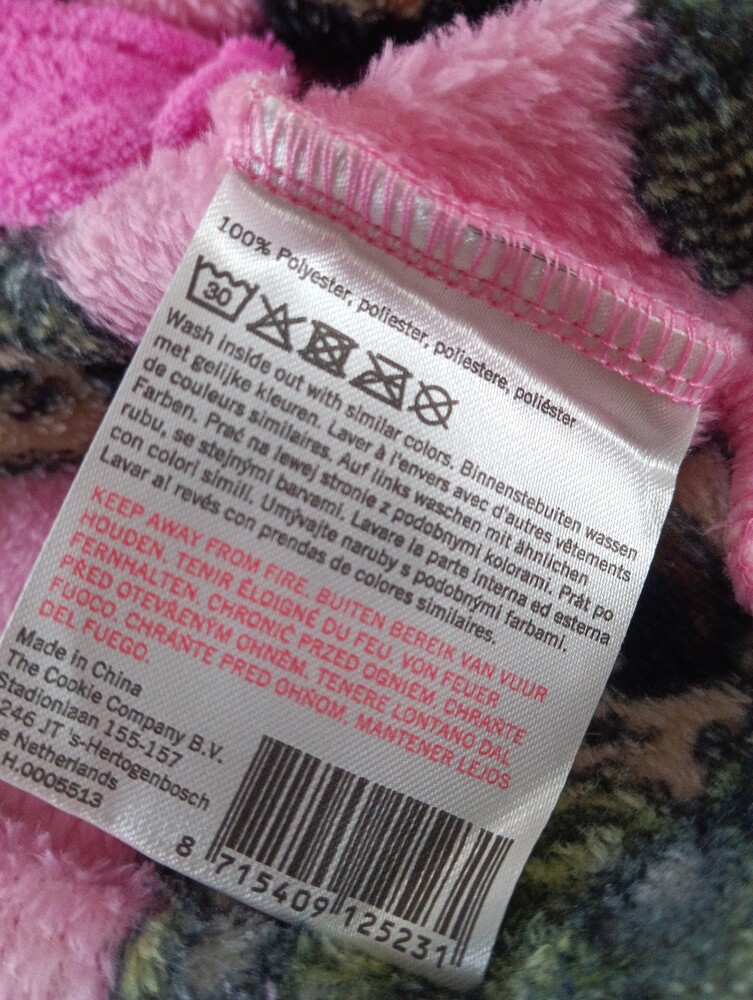 100% Polyester, poliester, poliestere, poliéster
30
Wash inside out with similar colors. Binnenstebuiten wassen
met gelijke kleuren. Laver à l'envers avec d'autres vêtements
de couleurs similaires. Auf links waschen mit ähnlichen
Farben. Prać na lewej stronie z podobnymi kolorami. Prát po
rubu, se stejnými barvami. Lavare la parte interna ed esterna
con colori simili. Umývajte naruby s podobnými farbami.
Lavar al revés con prendas de colores similares.
KEEP AWAY FROM FIRE. BUITEN BEREIK VAN VUUR
HOUDEN. TENIR ÉLOIGNÉ DU FEU. VON FEUER
FERNHALTEN. CHRONIĆ PRZED OGNIEM. CHRAŇTE
PŘED OTEVŘENÝM OHNĚM. TENERE LONTANO DAL
FUOCO. CHRÁŇTE PRED OHŇOM. MANTENER LEJOS
DEL FUEGO.
Made in China
The Cookie Company B.V.
Stadionlaan 155-157
246 JT 's-Hertogenbosch
e Netherlands
H.0005513
8 715409 125231